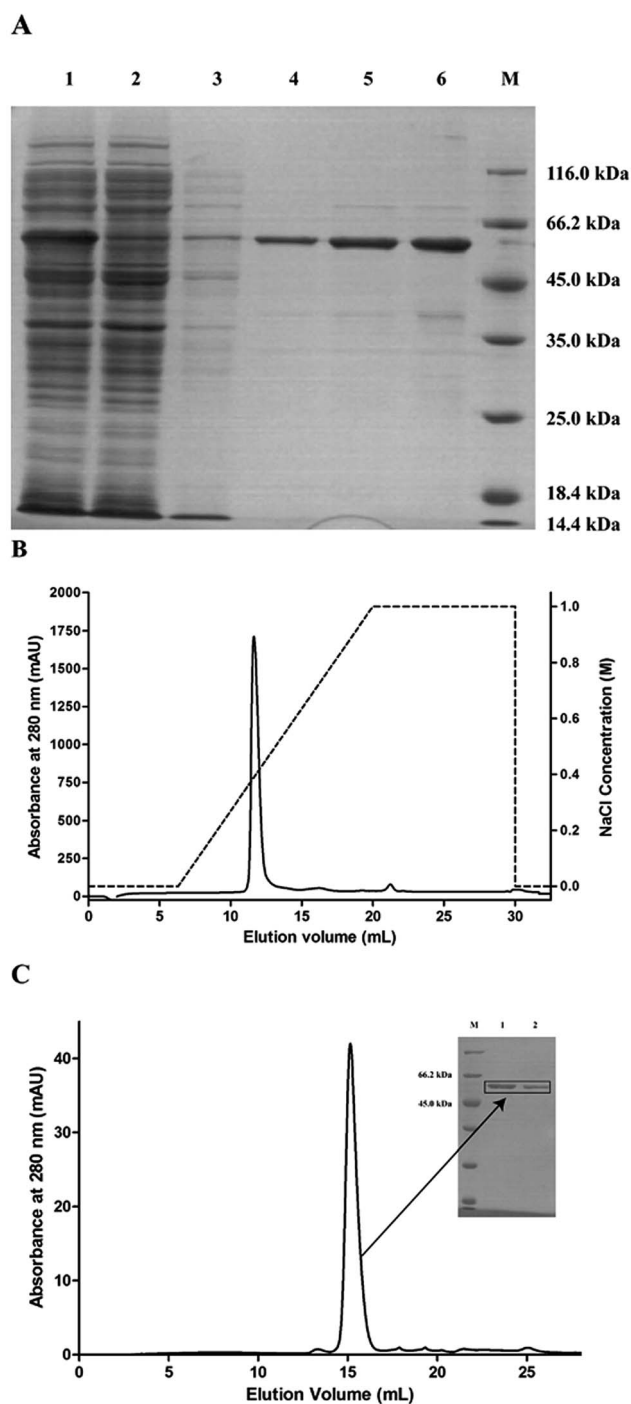 A
1 2 3 4 5 6 M
116.0 kDa
66.2 kDa
45.0 kDa
35.0 kDa
25.0 kDa
18.4 kDa
14.4 kDa
B
2000
1750
1500
1250
1000
750
500
250
0
Absorbance at 280 nm (mAU)
1.0
0.8
0.6
0.4
0.2
0.0
NaCl Concentration (M)
0 5 10 15 20 25 30
Elution volume (mL)
C
40
30
20
10
0
Absorbance at 280 nm (mAU)
M 1 2
66.2 kDa
45.0 kDa
0 5 10 15 20 25
Elution Volume (mL)